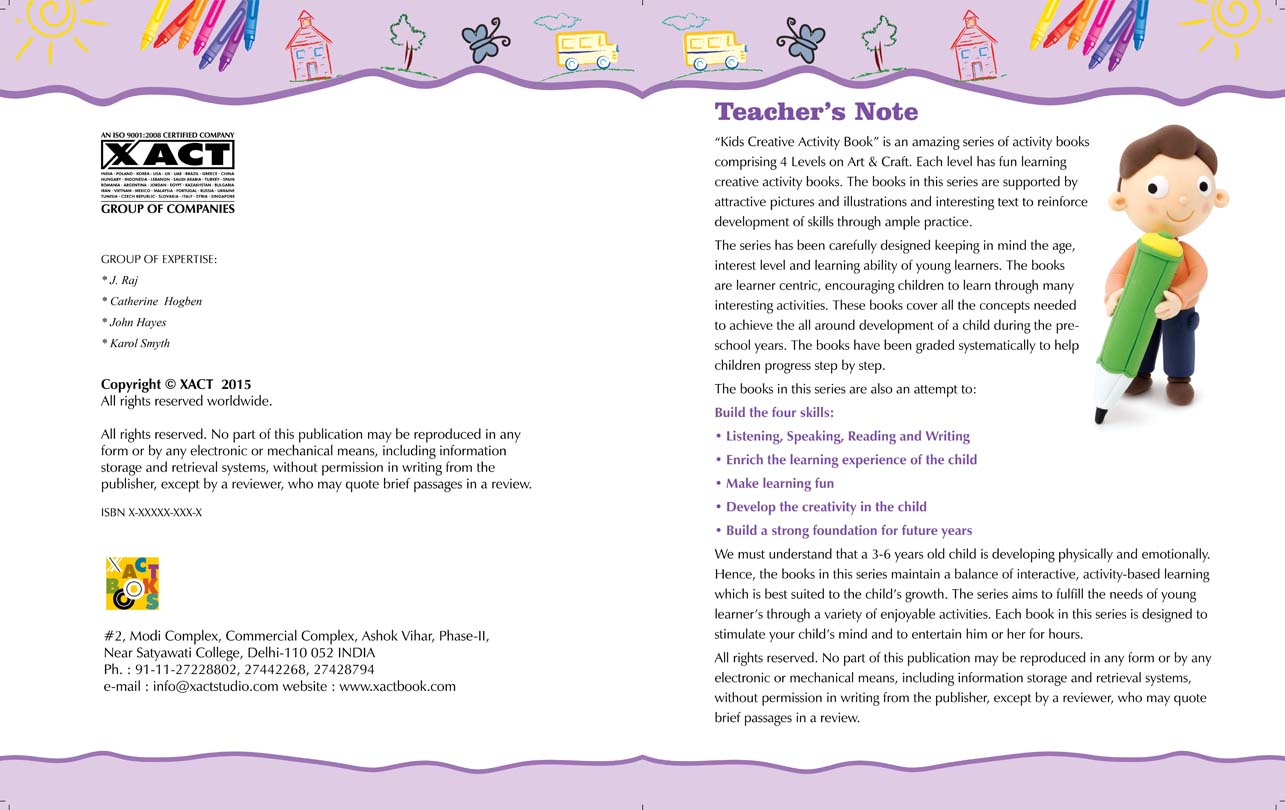 AN ISO 9001:2008 CERTIFIED COMPANY
XACT
INDIA · POLAND · KOREA · USA · UK · UAE · BRAZIL · GREECE · CHINA
HUNGARY · INDONESIA · LEBANON · SAUDI ARABIA · TURKEY · SPAIN
ROMANIA · ARGENTINA · JORDAN · EGYPT · KAZAKHSTAN · BULGARIA
IRAN · VIETNAM · MEXICO · MALAYSIA · PORTUGAL · RUSSIA · UKRAINE
TUNISIA · CZECH REPUBLIC · SLOVAKIA · ITALY · SYRIA · SINGAPORE
GROUP OF COMPANIES
GROUP OF EXPERTISE:
* J. Raj
* Catherine Hogben
* John Hayes
* Karol Smyth
Copyright © XACT 2015
All rights reserved worldwide.
All rights reserved. No part of this publication may be reproduced in any
form or by any electronic or mechanical means, including information
storage and retrieval systems, without permission in writing from the
publisher, except by a reviewer, who may quote brief passages in a review.
ISBN X-XXXXX-XXX-X
XACT
BOOKS
#2, Modi Complex, Commercial Complex, Ashok Vihar, Phase-II,
Near Satyawati College, Delhi-110 052 INDIA
Ph. : 91-11-27228802, 27442268, 27428794
e-mail : info@xactstudio.com website : www.xactbook.com
Teacher's Note
“Kids Creative Activity Book” is an amazing series of activity books
comprising 4 Levels on Art & Craft. Each level has fun learning
creative activity books. The books in this series are supported by
attractive pictures and illustrations and interesting text to reinforce
development of skills through ample practice.
The series has been carefully designed keeping in mind the age,
interest level and learning ability of young learners. The books
are learner centric, encouraging children to learn through many
interesting activities. These books cover all the concepts needed
to achieve the all around development of a child during the pre-
school years. The books have been graded systematically to help
children progress step by step.
The books in this series are also an attempt to:
Build the four skills:
• Listening, Speaking, Reading and Writing
• Enrich the learning experience of the child
• Make learning fun
• Develop the creativity in the child
• Build a strong foundation for future years
We must understand that a 3-6 years old child is developing physically and emotionally.
Hence, the books in this series maintain a balance of interactive, activity-based learning
which is best suited to the child's growth. The series aims to fulfill the needs of young
learner's through a variety of enjoyable activities. Each book in this series is designed to
stimulate your child's mind and to entertain him or her for hours.
All rights reserved. No part of this publication may be reproduced in any form or by any
electronic or mechanical means, including information storage and retrieval systems,
without permission in writing from the publisher, except by a reviewer, who may quote
brief passages in a review.